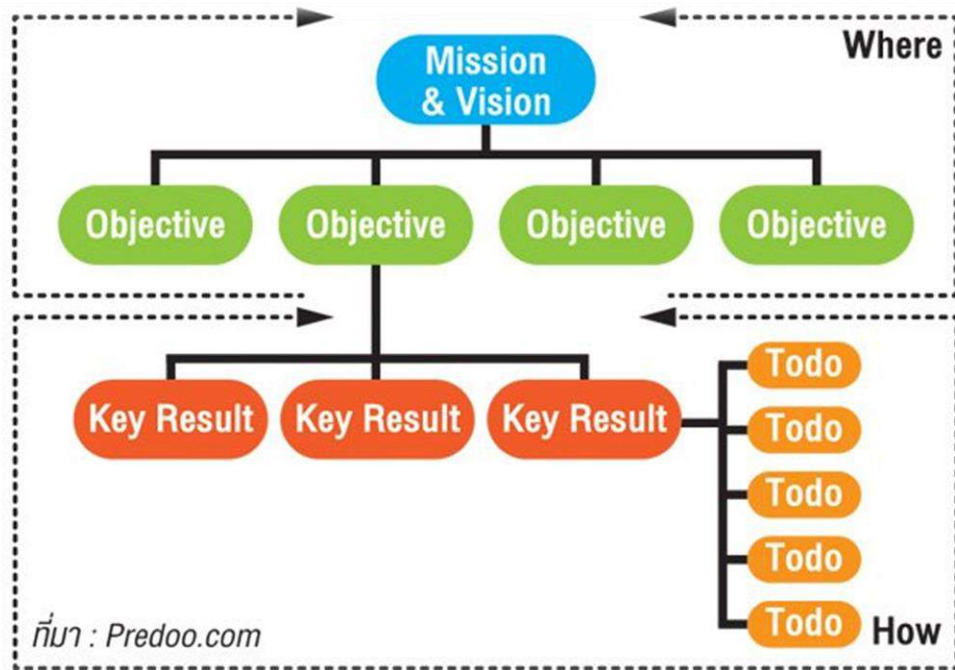 Where
Mission
& Vision
Objective
Objective
Objective
Objective
Key Result
Key Result
Key Result
Todo
Todo
Todo
Todo
Todo
How
ที่มา : Predoo.com